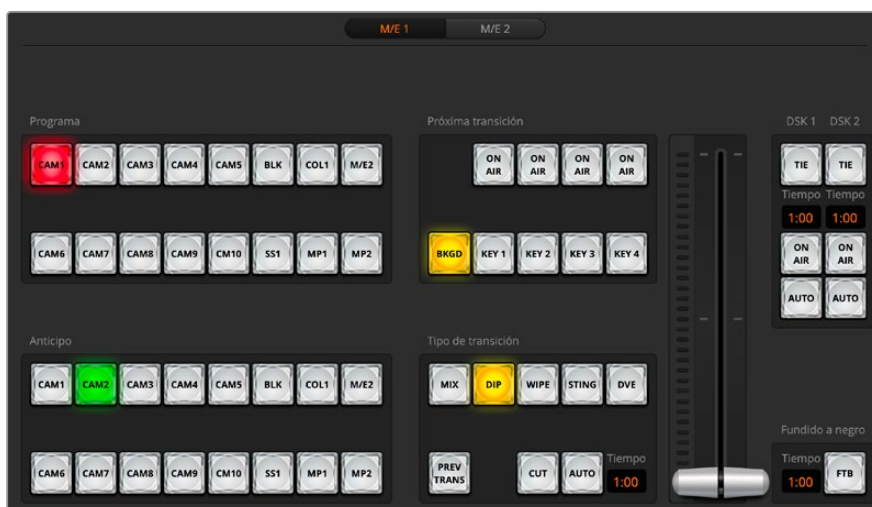 M/E 1 M/E 2
Programa
CAM1 CAM2 CAM3 CAM4 CAM5 BLK COL1 M/E2
CAM6 CAM7 CAM8 CAM9 CM10 SS1 MP1 MP2
Próxima transición
ON AIR ON AIR ON AIR ON AIR
BKGD KEY 1 KEY 2 KEY 3 KEY 4
DSK 1 DSK 2
TIE TIE
Tiempo Tiempo
1:00 1:00
ON AIR ON AIR
AUTO AUTO
Anticipo
CAM1 CAM2 CAM3 CAM4 CAM5 BLK COL1 M/E2
CAM6 CAM7 CAM8 CAM9 CM10 SS1 MP1 MP2
Tipo de transición
MIX DIP WIPE STING DVE
PREV TRANS CUT AUTO Tiempo 1:00
Fundido a negro
Tiempo
1:00 FTB